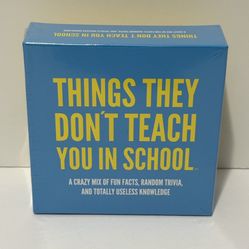 THINGS THEY DON'T TEACH YOU IN SCHOOL
THINGS THEY
DON'T TEACH
YOU IN SCHOOL
A CRAZY MIX OF FUN FACTS, RANDOM TRIVIA,
AND TOTALLY USELESS KNOWLEDGE